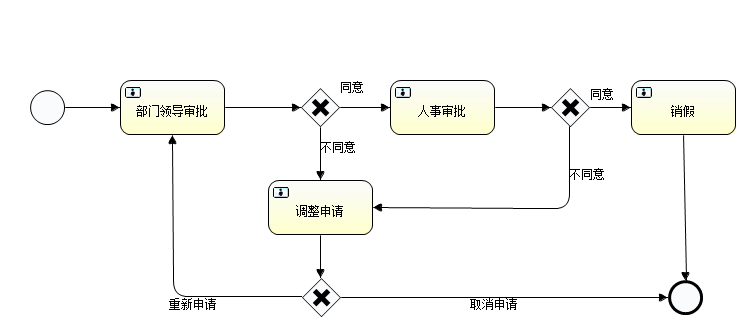 同意
同意
部门领导审批
人事审批
销假
不同意
不同意
调整申请
重新申请
取消申请